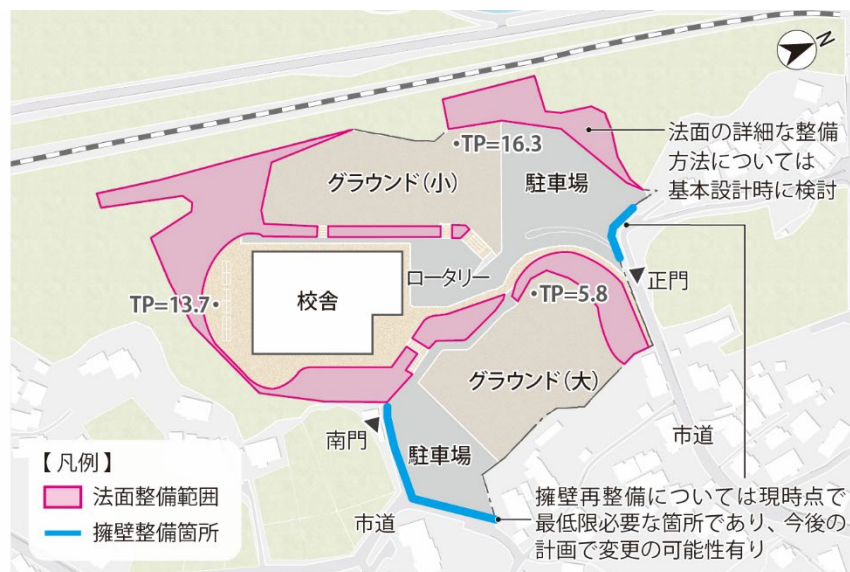 N
法面の詳細な整備
方法については
基本設計時に検討
・TP=16.3
グラウンド(小)
駐車場
ロータリー
TP=13.7・
校舎
・TP=5.8
正門
グラウンド(大)
南門
駐車場
市道
市道
擁壁再整備については現時点で
最低限必要な箇所であり、今後の
計画で変更の可能性有り
【凡例】
法面整備範囲
擁壁整備箇所